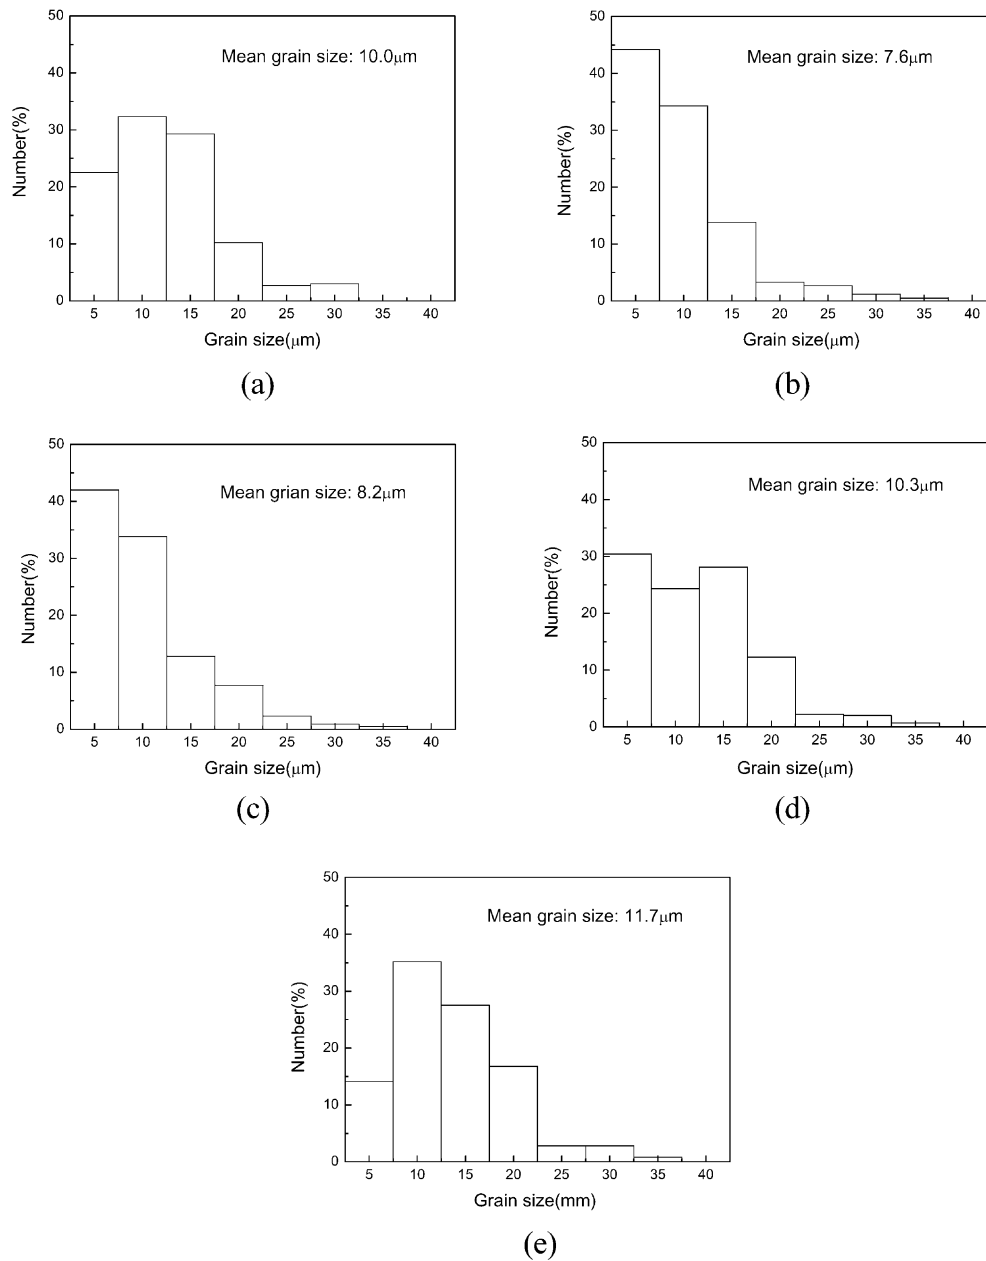 50
40
30
20
10
0
Number(%)
Mean grain size: 10.0μm
5 10 15 20 25 30 35 40
Grain size(μm)
(a)
50
40
30
20
10
0
Number(%)
Mean grain size: 7.6μm
5 10 15 20 25 30 35 40
Grain size(μm)
(b)
50
40
30
20
10
0
Number(%)
Mean grian size: 8.2μm
5 10 15 20 25 30 35 40
Grain size(μm)
(c)
50
40
30
20
10
0
Number(%)
Mean grain size: 10.3μm
5 10 15 20 25 30 35 40
Grain size(μm)
(d)
50
40
30
20
10
0
Number(%)
Mean grain size: 11.7μm
5 10 15 20 25 30 35 40
Grain size(mm)
(e)